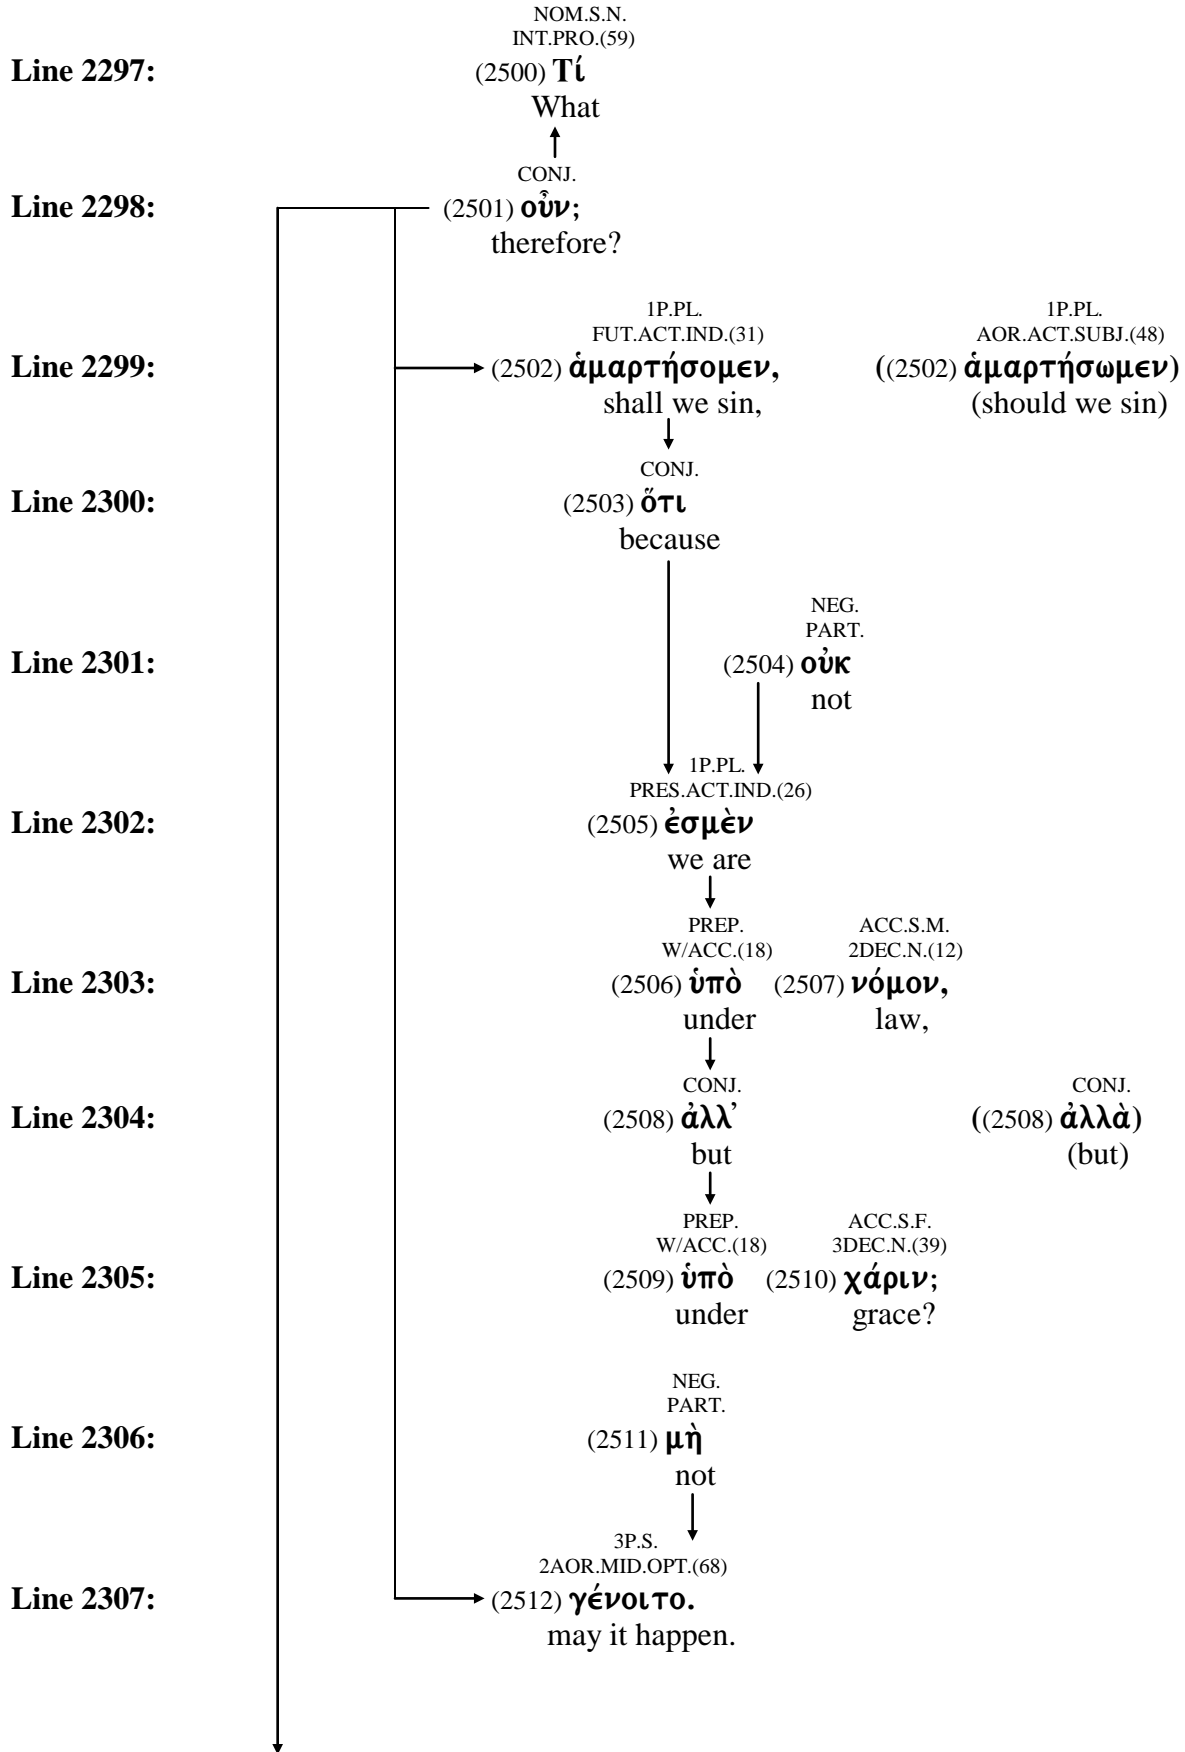 NOM.S.N.
INT.PRO.(59)
Line 2297: (2500) Τί
What
CONJ.
Line 2298: (2501) οὖν;
therefore?
1P.PL. 1P.PL.
FUT.ACT.IND.(31) AOR.ACT.SUBJ.(48)
Line 2299: (2502) ἁμαρτήσομεν, ((2502) ἁμαρτήσωμεν)
shall we sin, (should we sin)
CONJ.
Line 2300: (2503) ὅτι
because
NEG.
PART.
Line 2301: (2504) οὐκ
not
1P.PL.
PRES.ACT.IND.(26)
Line 2302: (2505) ἐσμὲν
we are
PREP. ACC.S.M.
W/ACC.(18) 2DEC.N.(12)
Line 2303: (2506) ὑπὸ (2507) νόμον,
under law,
CONJ. CONJ.
Line 2304: (2508) ἀλλ᾿ ((2508) ἀλλὰ)
but (but)
PREP. ACC.S.F.
W/ACC.(18) 3DEC.N.(39)
Line 2305: (2509) ὑπὸ (2510) χάριν;
under grace?
NEG.
PART.
Line 2306: (2511) μὴ
not
3P.S.
2AOR.MID.OPT.(68)
Line 2307: (2512) γένοιτο.
may it happen.